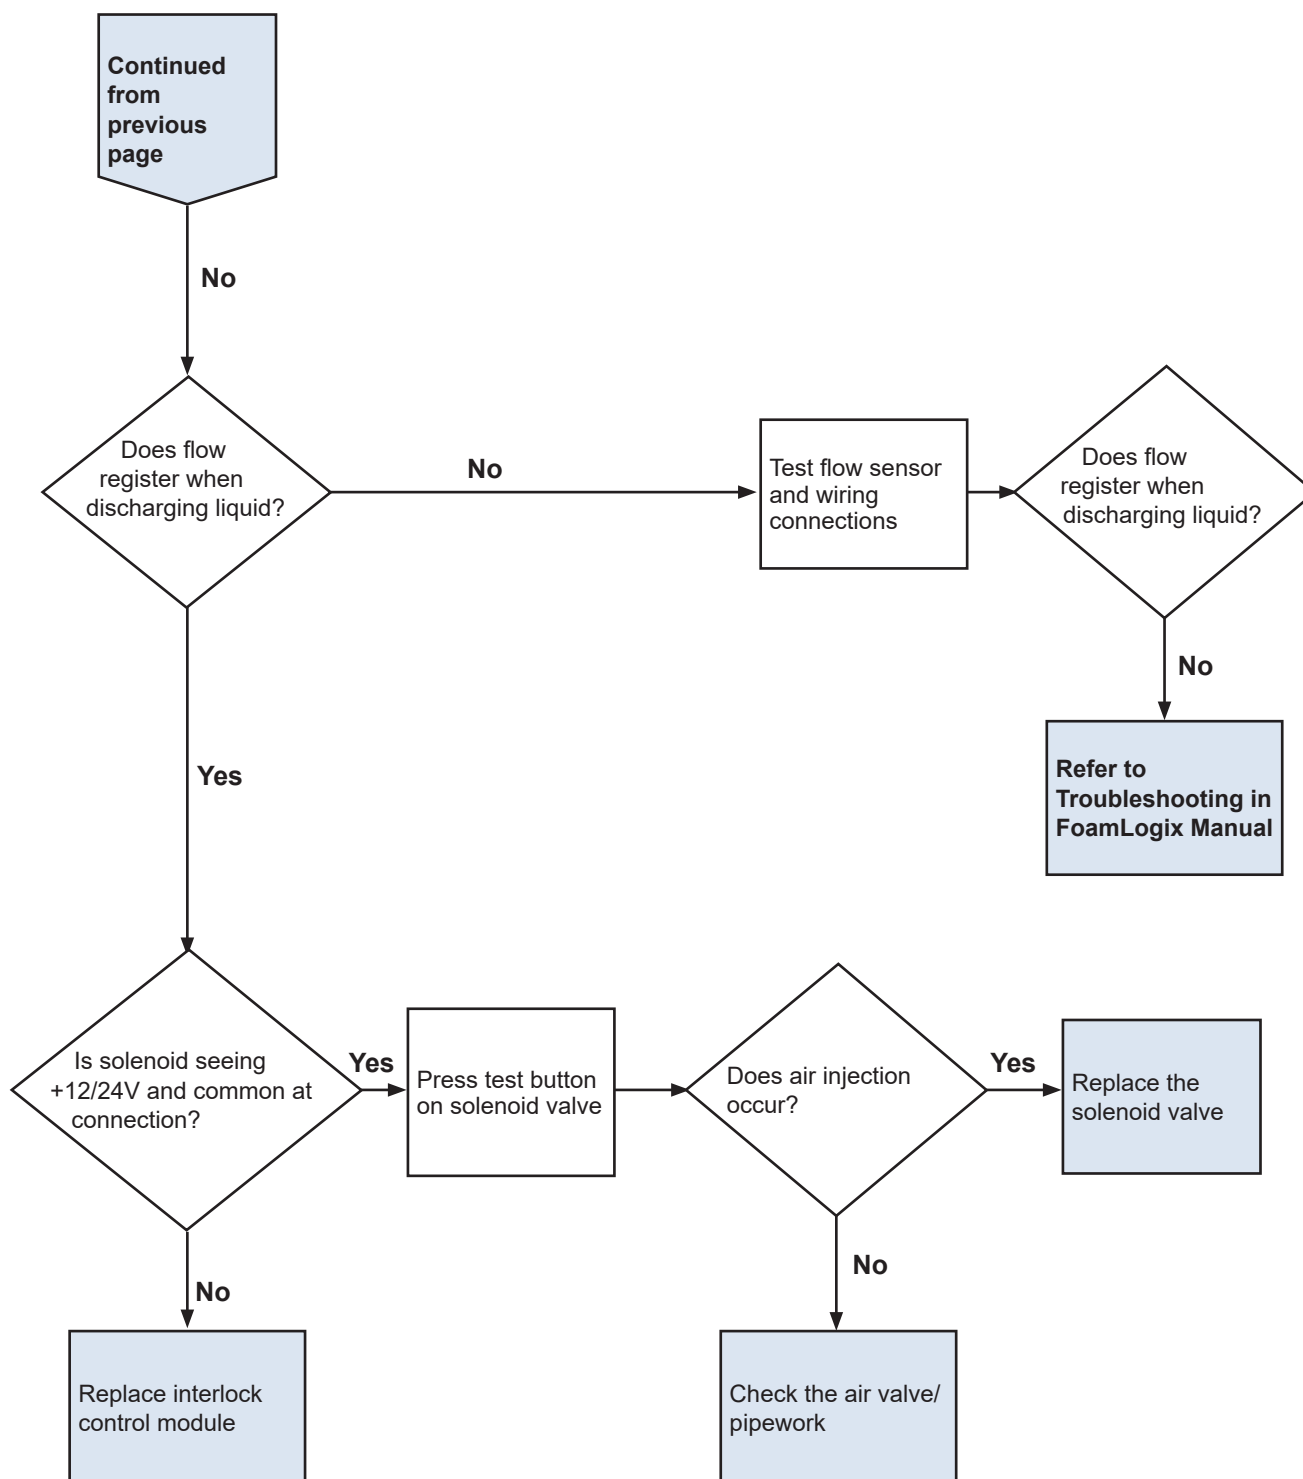 Continued
from
previous
page
No
Does flow
register when
discharging liquid?
No
Test flow sensor
and wiring
connections
Does flow
register when
discharging liquid?
No
Refer to
Troubleshooting in
FoamLogix Manual
Yes
Is solenoid seeing
+12/24V and common at
connection?
Yes
Press test button
on solenoid valve
Does air injection
occur?
Yes
Replace the
solenoid valve
No
Replace interlock
control module
No
Check the air valve/
pipework